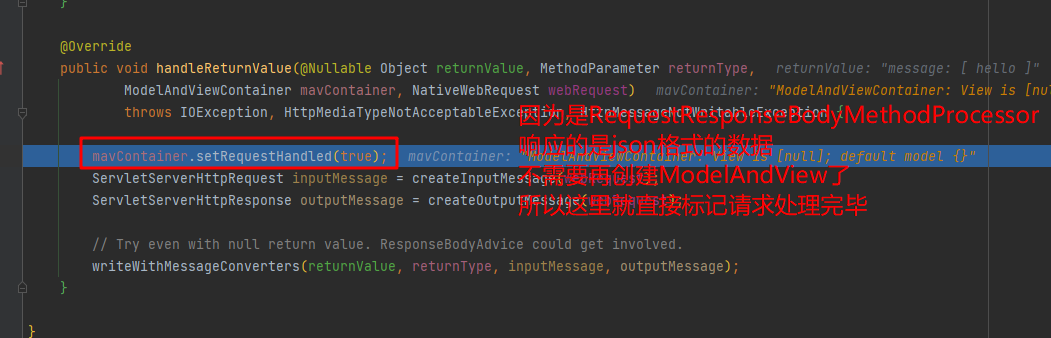 }
@Override
public void handleReturnValue(@Nullable Object returnValue, MethodParameter returnType, returnValue: "message: [ hello ]"
ModelAndViewContainer mavContainer, NativeWebRequest webRequest) mavContainer: "ModelAndViewContainer: View is [nul
throws IOException, HttpMediaTypeNotAcceptableException, HttpMessageNotWritableException {
因为是RequestResponseBodyMethodProcessor
响应的是json格式的数据
不需要再创建ModelAndView了
所以这里就直接标记请求处理完毕
mavContainer.setRequestHandled(true); mavContainer: "ModelAndViewContainer: View is [null]; default model {}"
ServletServerHttpRequest inputMessage = createInputMessage(
ServletServerHttpResponse outputMessage = createOutputMessage(
// Try even with null return value. ResponseBodyAdvice could get involved.
writeWithMessageConverters(returnValue, returnType, inputMessage, outputMessage);
}
}